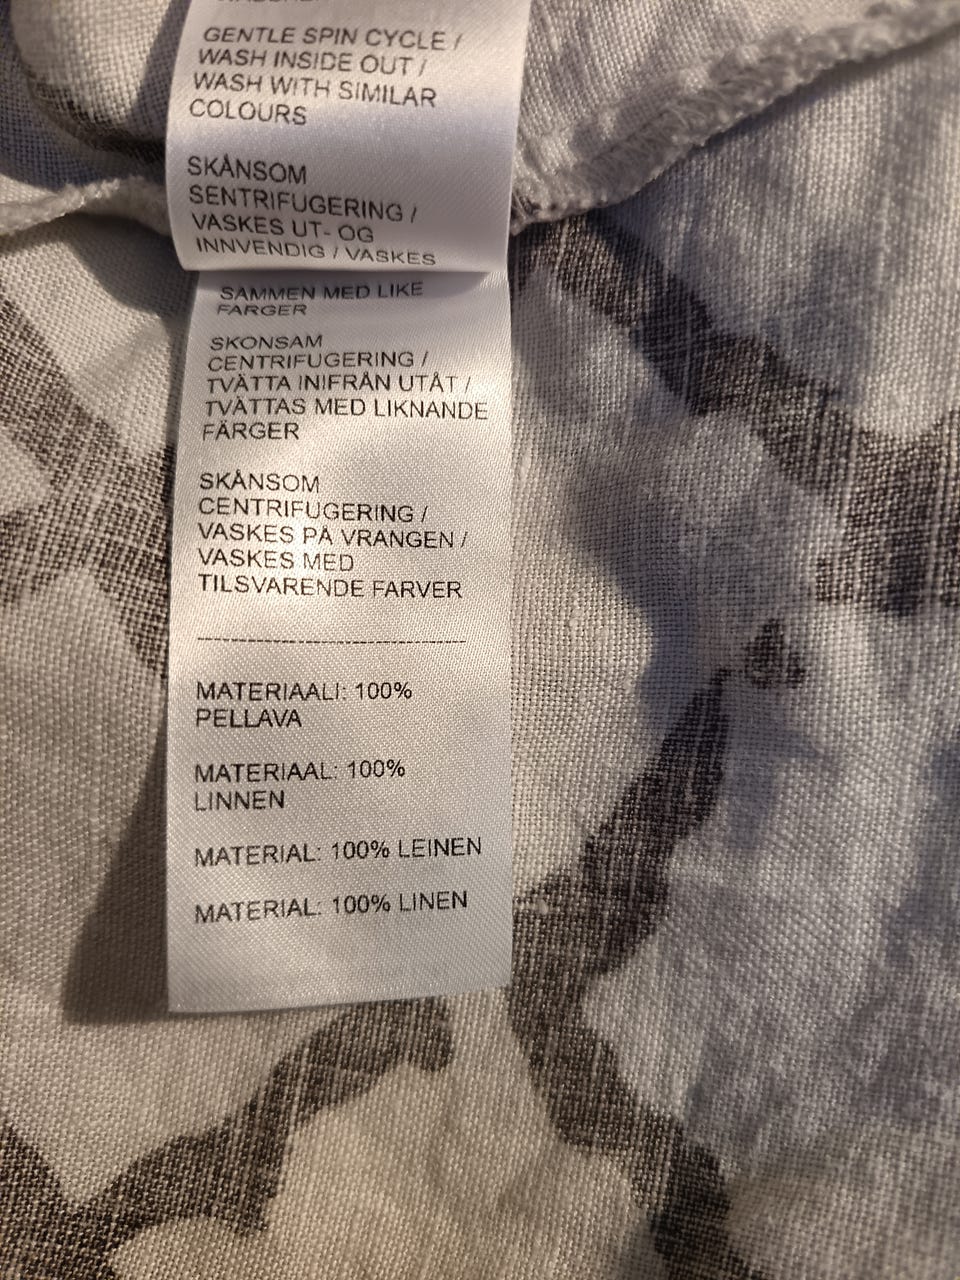 GENTLE SPIN CYCLE /
WASH INSIDE OUT /
WASH WITH SIMILAR
COLOURS
SKÅNSOM
SENTRIFUGERING /
VASKES UT- OG
INNVENDIG / VASKES
SAMMEN MED LIKE
FARGER
SKONSAM
CENTRIFUGERING /
TVÄTTA INIFRÅN UTÅT /
TVÄTTAS MED LIKNANDE
FÄRGER
SKÅNSOM
CENTRIFUGERING /
VASKES PÅ VRANGEN /
VASKES MED
TILSVARENDE FARVER
MATERIAALI: 100%
PELLAVA
MATERIAAL: 100%
LINNEN
MATERIAL: 100% LEINEN
MATERIAL: 100% LINEN